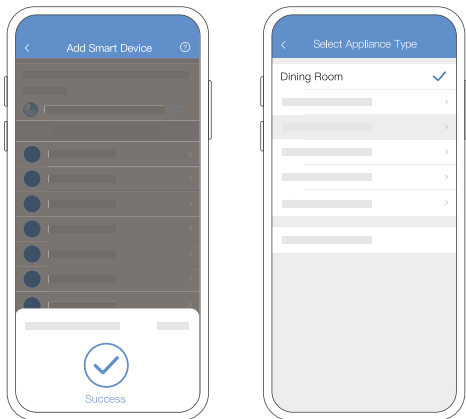 Add Smart Device
Success
Select Appliance Type
Dining Room